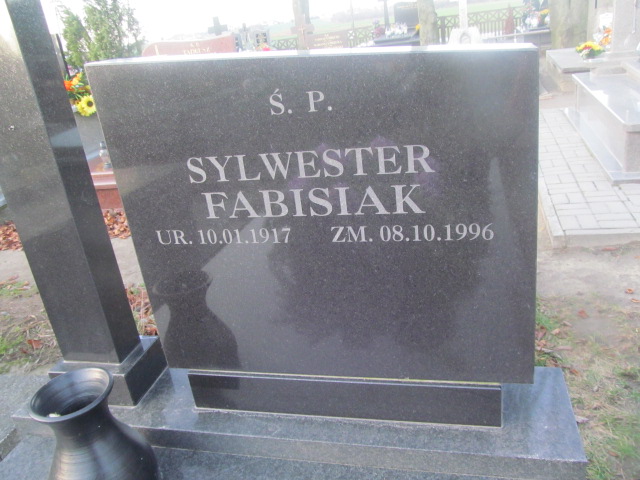 Ś. P.
SYLWESTER
FABISIAK
UR. 10.01.1917 ZM. 08.10.1996